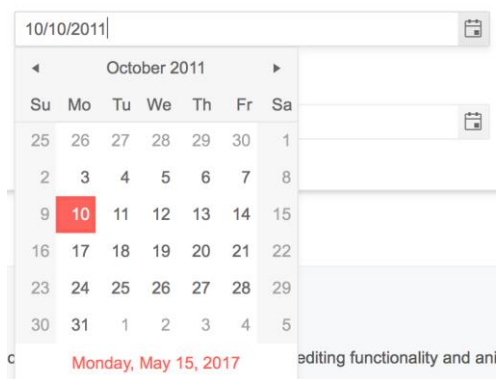 10/10/2011
October 2011
Su Mo Tu We Th Fr Sa
25 26 27 28 29 30 1
2 3 4 5 6 7 8
9 10 11 12 13 14 15
16 17 18 19 20 21 22
23 24 25 26 27 28 29
30 31 1 2 3 4 5
Monday, May 15, 2017
editing functionality and ani